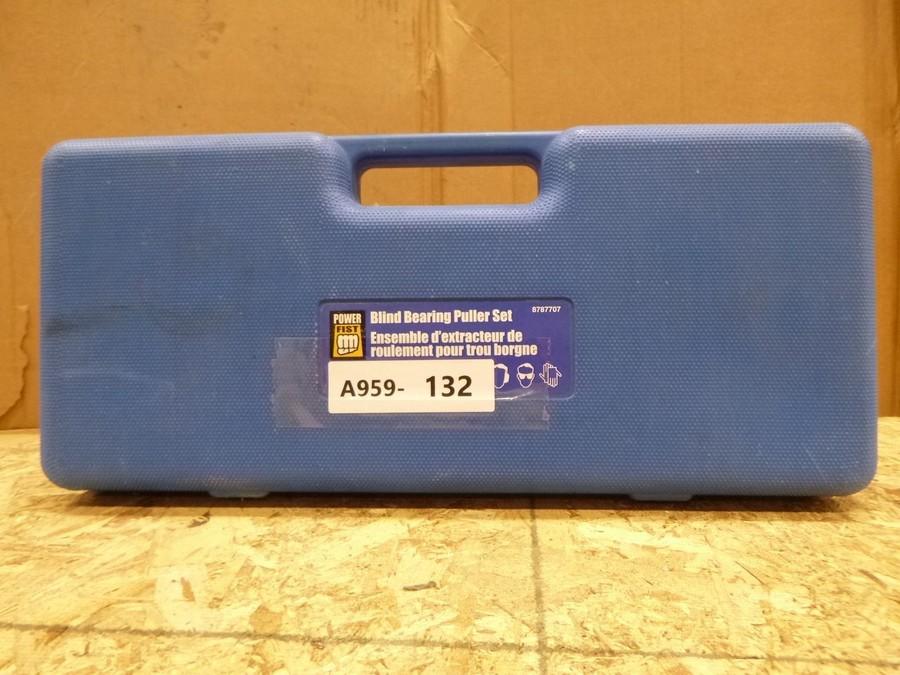 POWER
FIST
Blind Bearing Puller Set
8787707
Ensemble d'extracteur de
roulement pour trou borgne
A959- 132